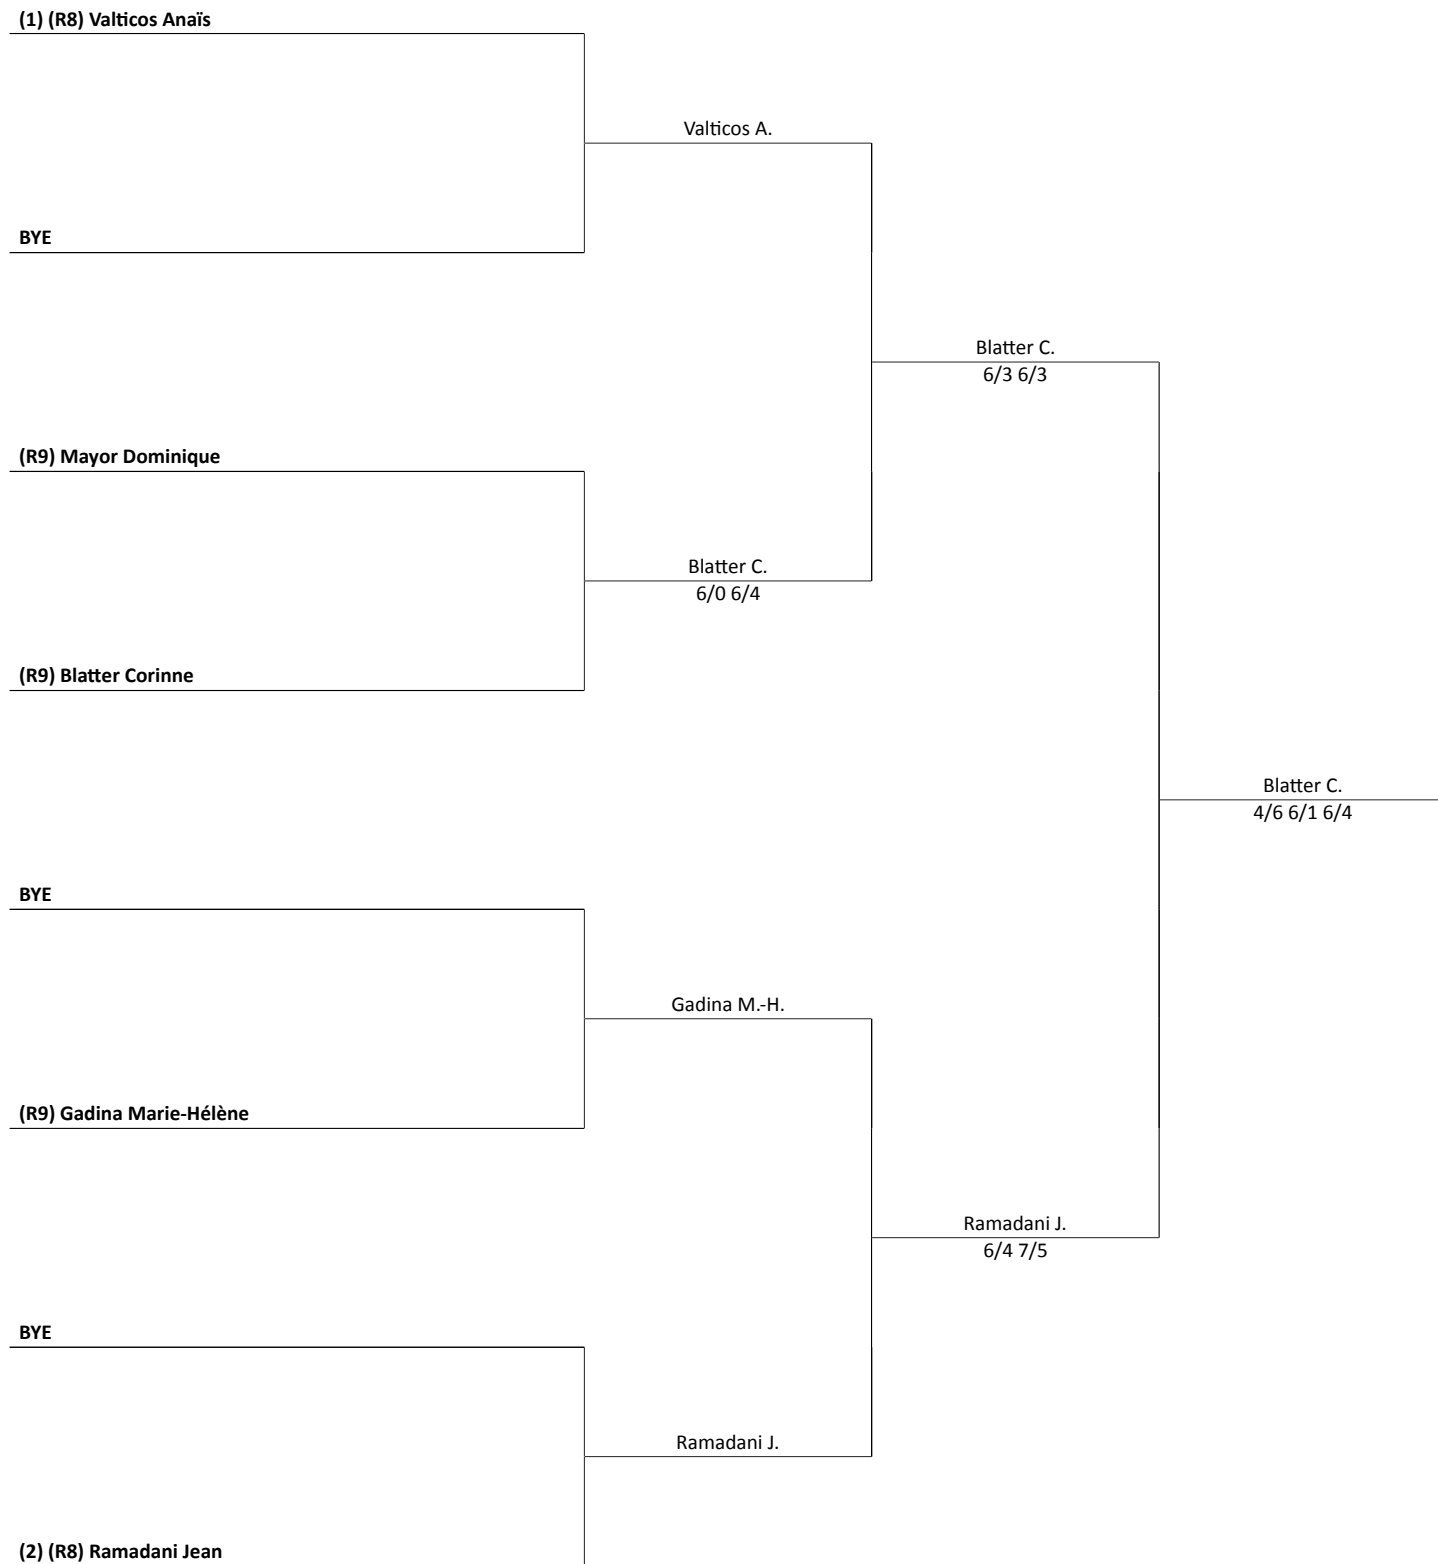 (1) (R8) Valticos Anaïs
Valticos A.
BYE
Blatter C.
6/3 6/3
(R9) Mayor Dominique
Blatter C.
6/0 6/4
(R9) Blatter Corinne
Blatter C.
4/6 6/1 6/4
BYE
Gadina M.-H.
(R9) Gadina Marie-Hélène
Ramadani J.
6/4 7/5
BYE
Ramadani J.
(2) (R8) Ramadani Jean